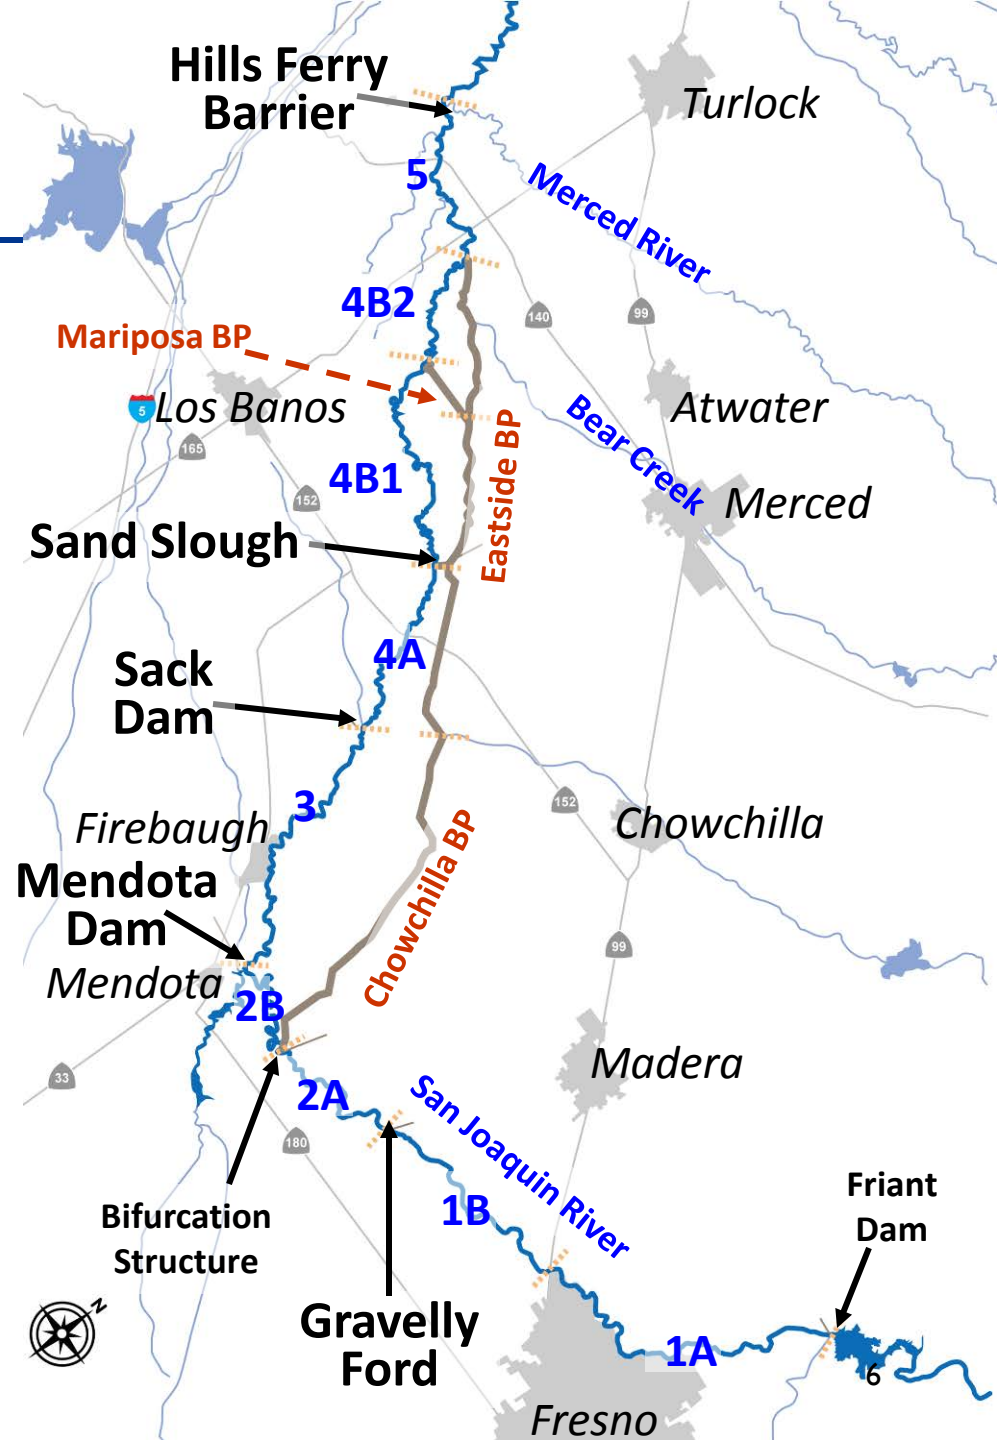 Hills Ferry
Barrier
Turlock
5
Merced River
4B2
140
99
Mariposa BP
5
Los Banos
Atwater
165
Bear Creek
Eastside BP
4B1
152
Merced
Sand Slough
4A
Sack
Dam
3
152
Chowchilla
Firebaugh
Mendota
Dam
Chowchilla BP
99
Mendota
2B
33
2A
Madera
San Joaquin River
180
1B
Friant
Dam
Bifurcation
Structure
N
Gravelly
Ford
1A
6
Fresno